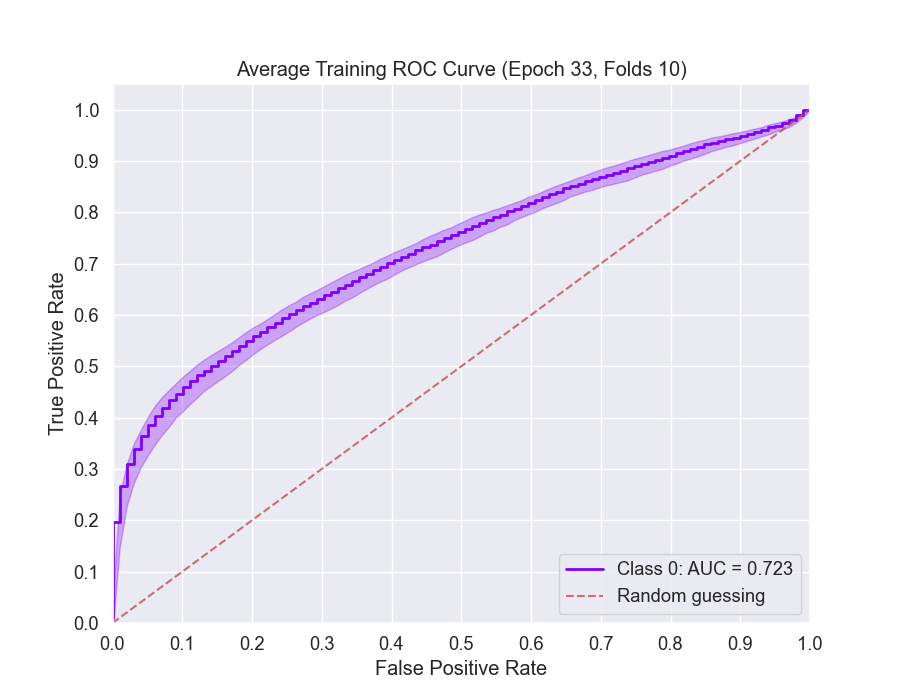 Average Training ROC Curve (Epoch 33, Folds 10)
True Positive Rate
1.0
0.9
0.8
0.7
0.6
0.5
0.4
0.3
0.2
0.1
0.0
Class 0: AUC = 0.723
Random guessing
0.0 0.1 0.2 0.3 0.4 0.5 0.6 0.7 0.8 0.9 1.0
False Positive Rate